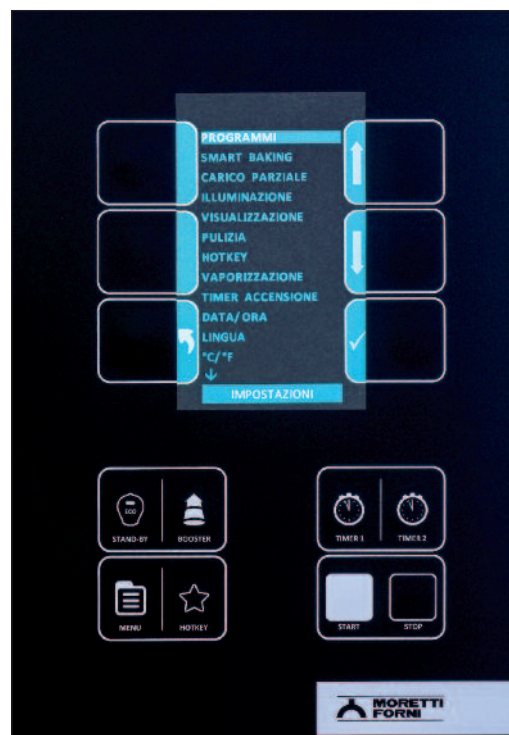 PROGRAMMI
SMART BAKING
CARICO PARZIALE
ILLUMINAZIONE
VISUALIZZAZIONE
PULIZIA
HOTKEY
VAPORIZZAZIONE
TIMER ACCENSIONE
DATA/ORA
LINGUA
°C/°F
IMPOSTAZIONI
ECO
STAND-BY BOOSTER
TIMER 1 TIMER 2
MENU HOTKEY
START STOP
MORETTI
FORNI